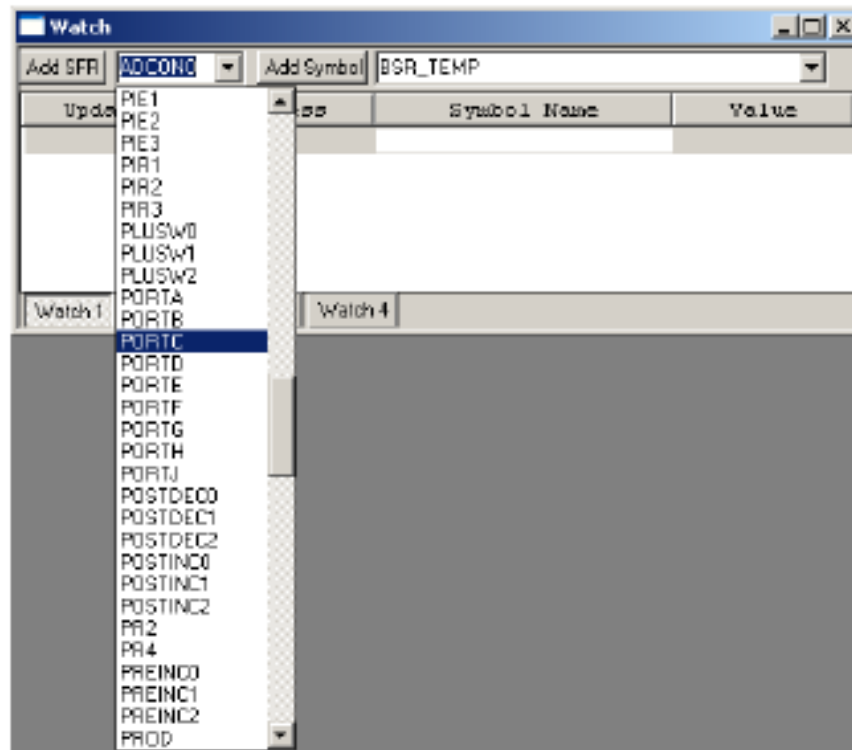 Watch
Add SFR ADCON0 Add Symbol BSR_TEMP
Upda ess Symbol Name Value
PIE1
PIE2
PIE3
PIR1
PIR2
PIR3
PLUSW0
PLUSW1
PLUSW2
PORTA
PORTB
Watch 1 Watch 4
PORTC
PORTD
PORTE
PORTF
PORTG
PORTH
PORTJ
POSTDEC0
POSTDEC1
POSTDEC2
POSTINC0
POSTINC1
POSTINC2
PR2
PR4
PREINC0
PREINC1
PREINC2
PROD